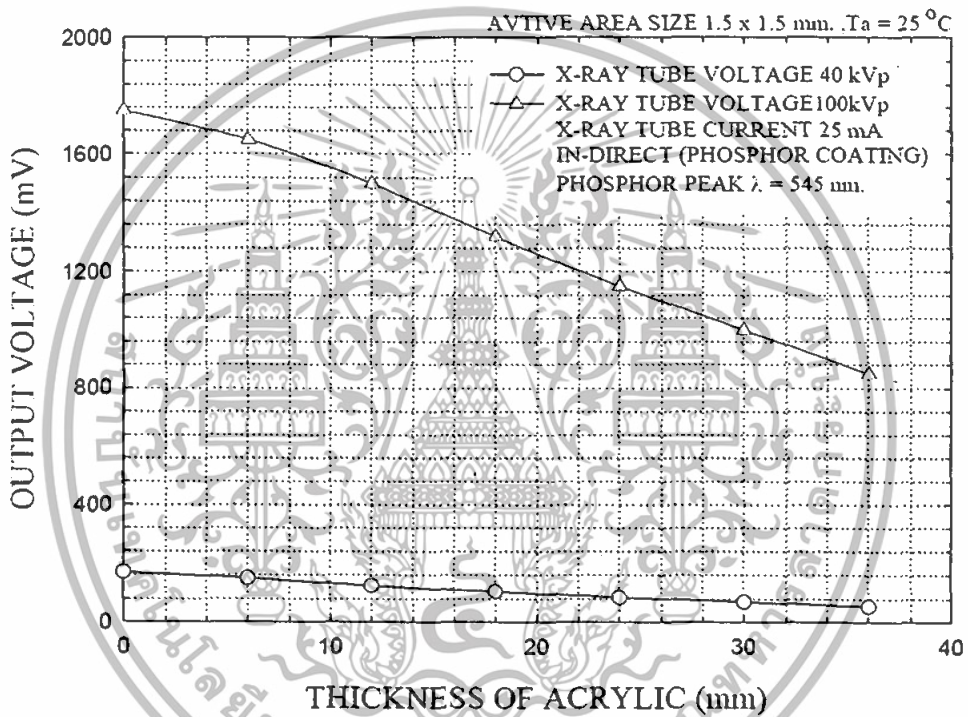 AVTIVE AREA SIZE 1.5 x 1.5 mm. .Ta = 25 °C
X-RAY TUBE VOLTAGE 40 kVp
X-RAY TUBE VOLTAGE100kVp
X-RAY TUBE CURRENT 25 mA
IN-DIRECT (PHOSPHOR COATING)
PHOSPHOR PEAK λ = 545 nm.
OUTPUT VOLTAGE (mV)
2000
1600
1200
800
400
0
0
10
20
30
40
THICKNESS OF ACRYLIC (mm)